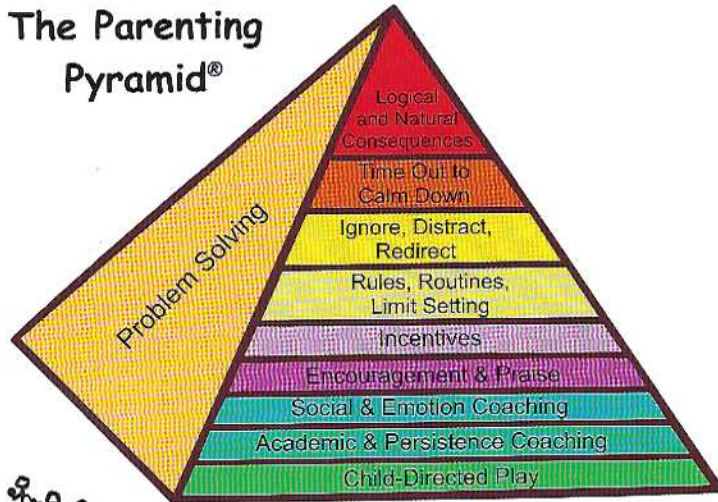 The Parenting
Pyramid®
Logical
and Natural
Consequences
Time Out to
Calm Down
Ignore, Distract,
Redirect
Rules, Routines,
Limit Setting
Incentives
Encouragement & Praise
Social & Emotion Coaching
Academic & Persistence Coaching
Child-Directed Play
Problem Solving